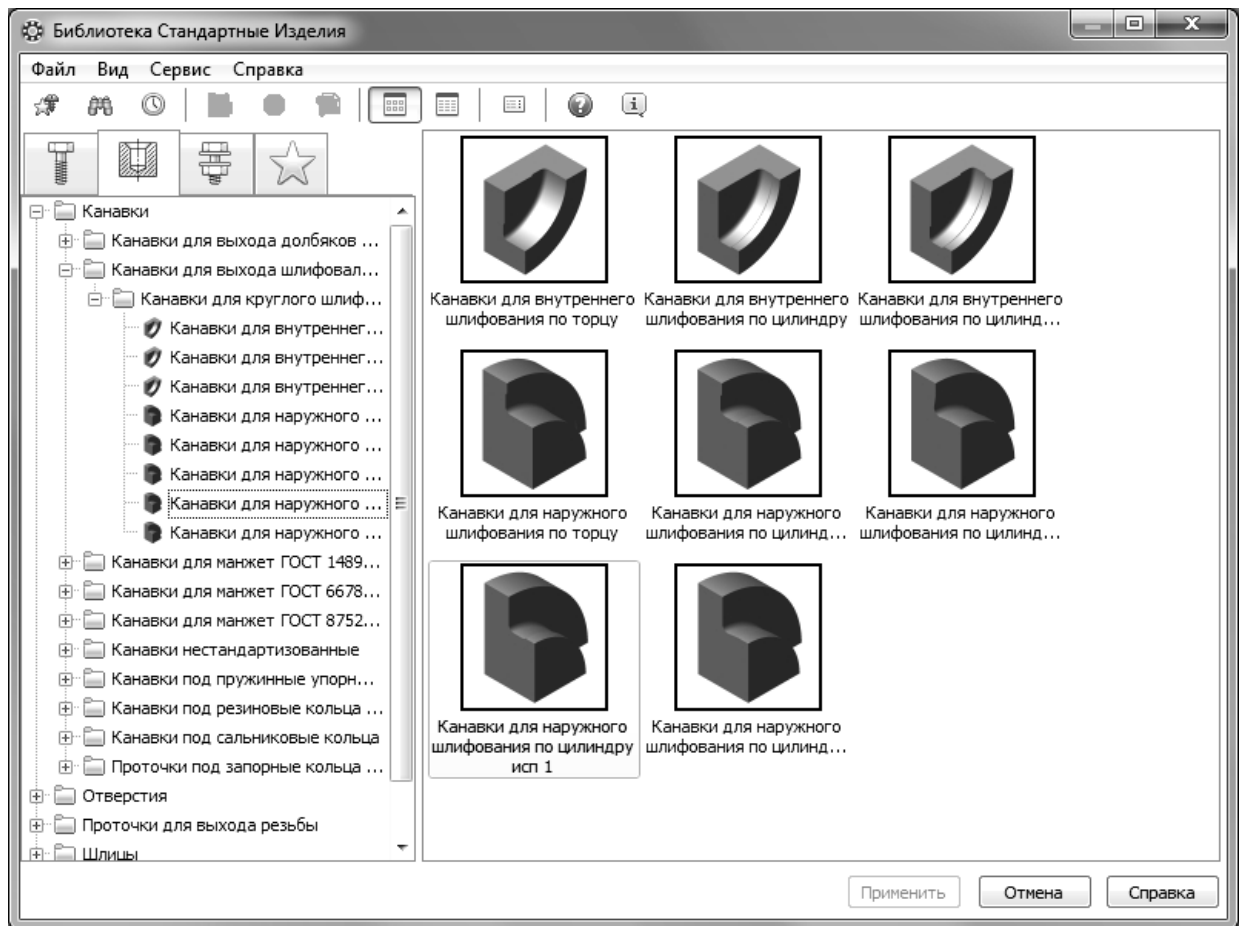 Библиотека Стандартные Изделия
Файл Вид Сервис Справка
Канавки
Канавки для выхода долбяков ...
Канавки для выхода шлифовал...
Канавки для круглого шлиф...
Канавки для внутреннег...
Канавки для внутреннег...
Канавки для внутреннег...
Канавки для наружного ...
Канавки для наружного ...
Канавки для наружного ...
Канавки для наружного ...
Канавки для наружного ...
Канавки для манжет ГОСТ 1489...
Канавки для манжет ГОСТ 6678...
Канавки для манжет ГОСТ 8752...
Канавки нестандартизованные
Канавки под пружинные упорн...
Канавки под резиновые кольца ...
Канавки под сальниковые кольца
Проточки под запорные кольца ...
Отверстия
Проточки для выхода резьбы
Шлицы
Канавки для внутреннего
шлифования по торцу
Канавки для внутреннего
шлифования по цилиндру
Канавки для внутреннего
шлифования по цилинд...
Канавки для наружного
шлифования по торцу
Канавки для наружного
шлифования по цилинд...
Канавки для наружного
шлифования по цилинд...
Канавки для наружного
шлифования по цилиндру
исп 1
Канавки для наружного
шлифования по цилинд...
Применить
Отмена
Справка